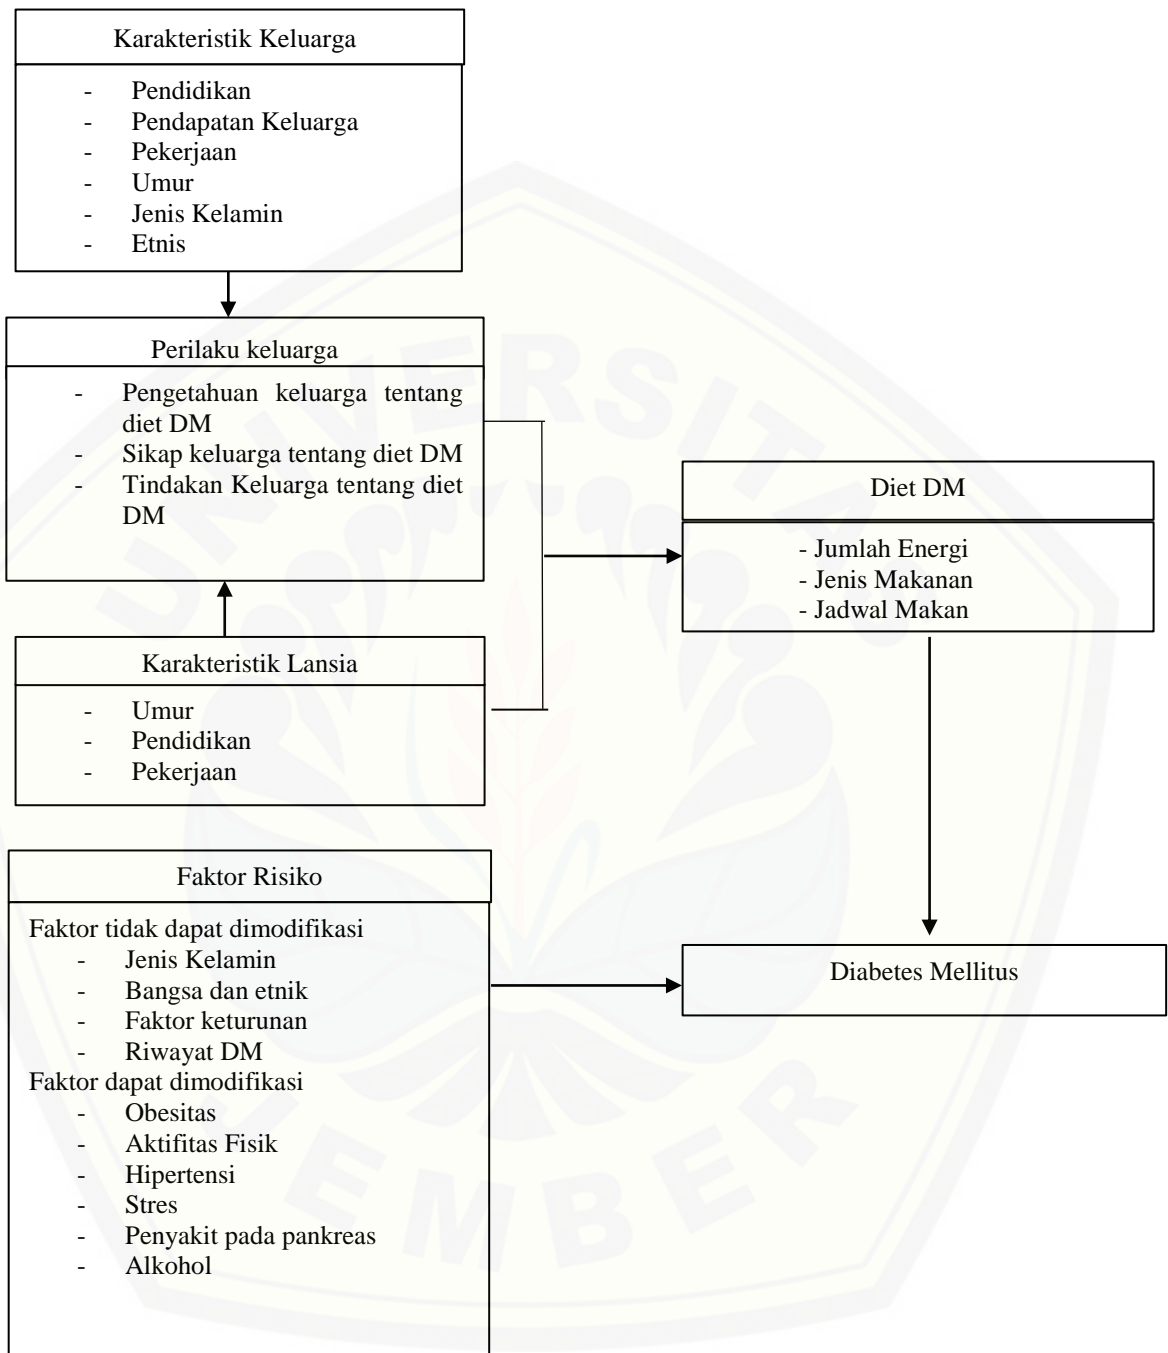 Karakteristik Keluarga
- Pendidikan
- Pendapatan Keluarga
- Pekerjaan
- Umur
- Jenis Kelamin
- Etnis
Perilaku keluarga
- Pengetahuan keluarga tentang
diet DM
- Sikap keluarga tentang diet DM
- Tindakan Keluarga tentang diet
DM
Diet DM
- Jumlah Energi
- Jenis Makanan
- Jadwal Makan
Karakteristik Lansia
- Umur
- Pendidikan
- Pekerjaan
Faktor Risiko
Faktor tidak dapat dimodifikasi
- Jenis Kelamin
- Bangsa dan etnik
- Faktor keturunan
- Riwayat DM
Faktor dapat dimodifikasi
- Obesitas
- Aktifitas Fisik
- Hipertensi
- Stres
- Penyakit pada pankreas
- Alkohol
Diabetes Mellitus
UNIVERSITAS
JEMBER